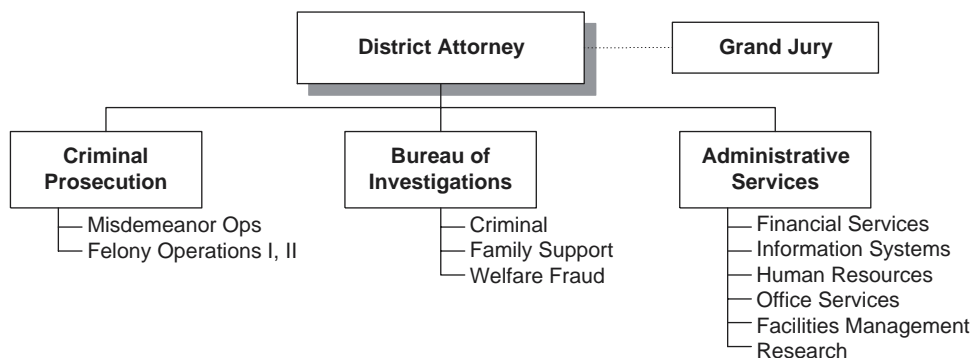 District Attorney
Grand Jury
Criminal
Prosecution
Misdemeanor Ops
Felony Operations I, II
Bureau of
Investigations
Criminal
Family Support
Welfare Fraud
Administrative
Services
Financial Services
Information Systems
Human Resources
Office Services
Facilities Management
Research